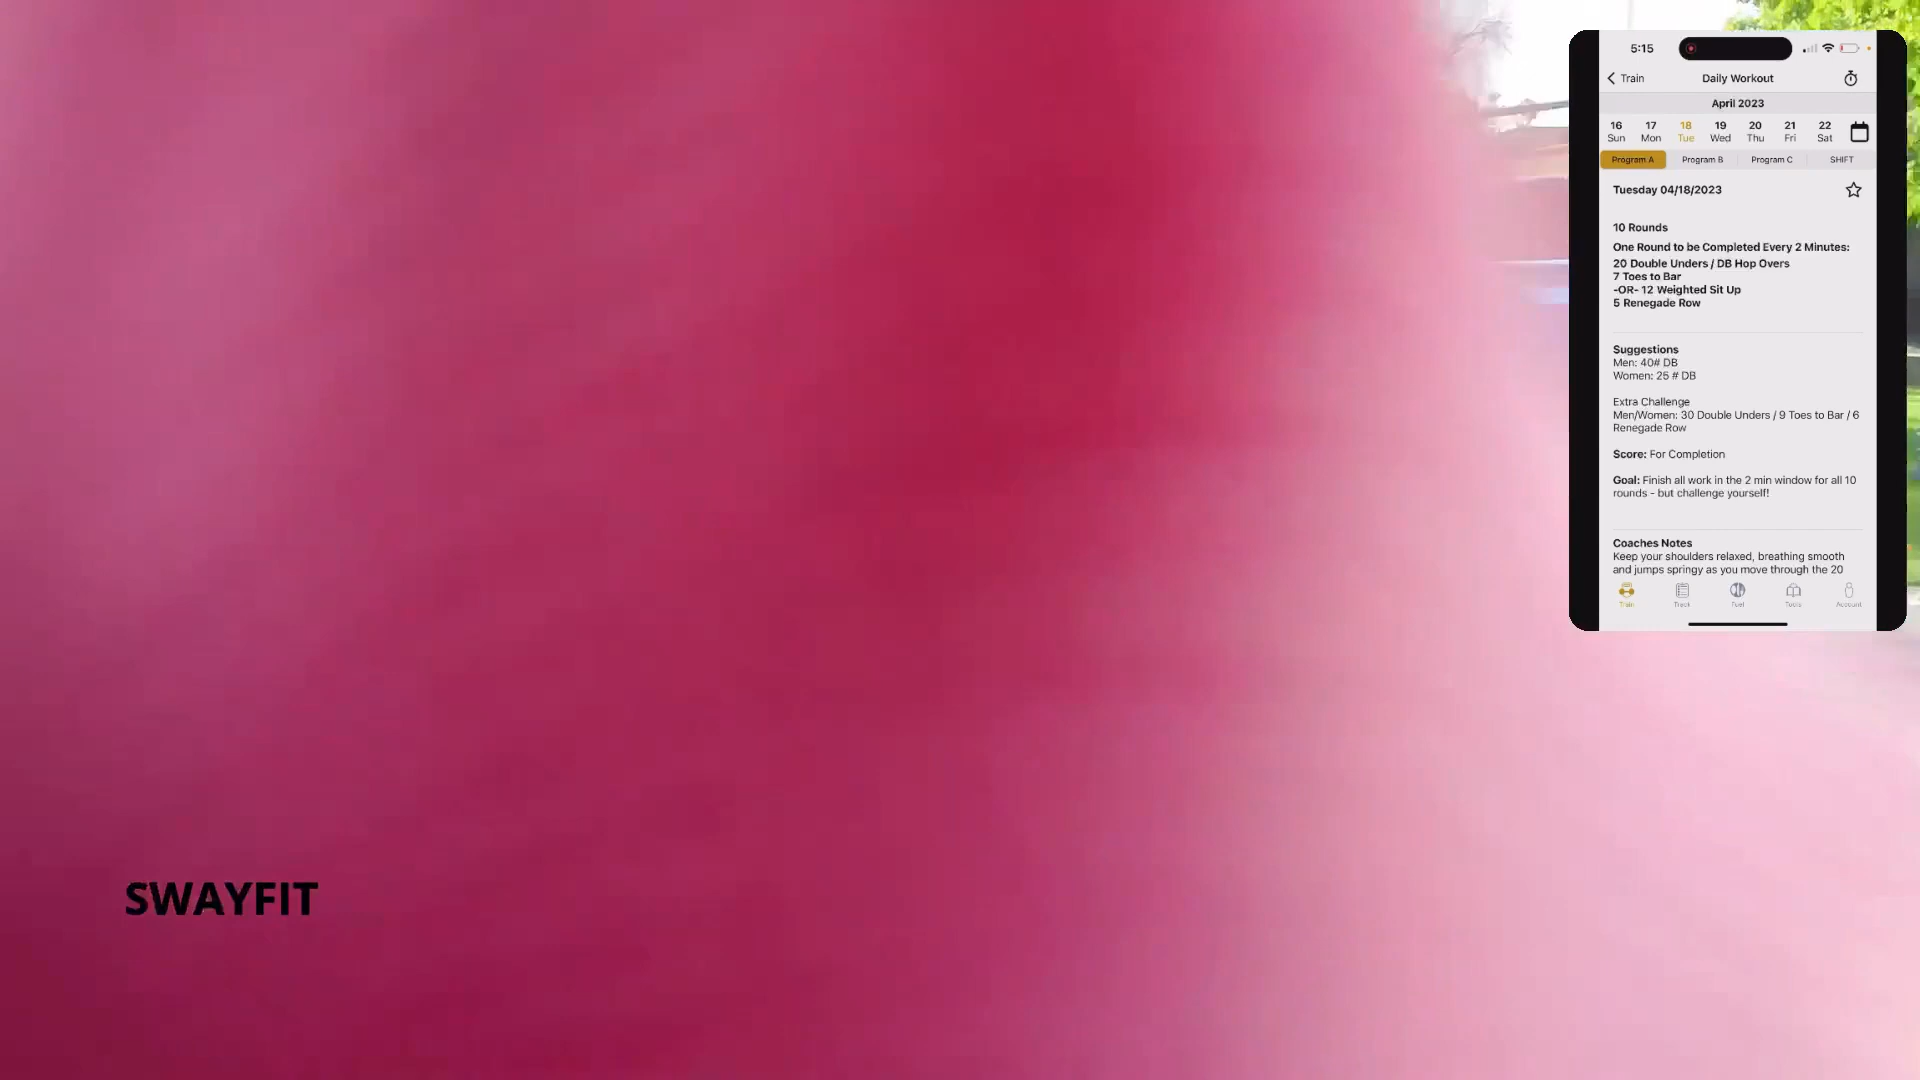 5:15
Train
Daily Workout
April 2023
16 17 18 19 20 21 22
Sun Mon Tue Wed Thu Fri Sat
Program A Program B Program C SHIFT
Tuesday 04/18/2023
10 Rounds
One Round to be Completed Every 2 Minutes:
20 Double Unders / DB Hop Overs
7 Toes to Bar
-OR- 12 Weighted Sit Up
5 Renegade Row
Suggestions
Men: 40# DB
Women: 25 # DB
Extra Challenge
Men/Women: 30 Double Unders / 9 Toes to Bar / 6
Renegade Row
Score: For Completion
Goal: Finish all work in the 2 min window for all 10
rounds - but challenge yourself!
Coaches Notes
Keep your shoulders relaxed, breathing smooth
and jumps springy as you move through the 20
Train Track Fuel Tools Account
SWAYFIT